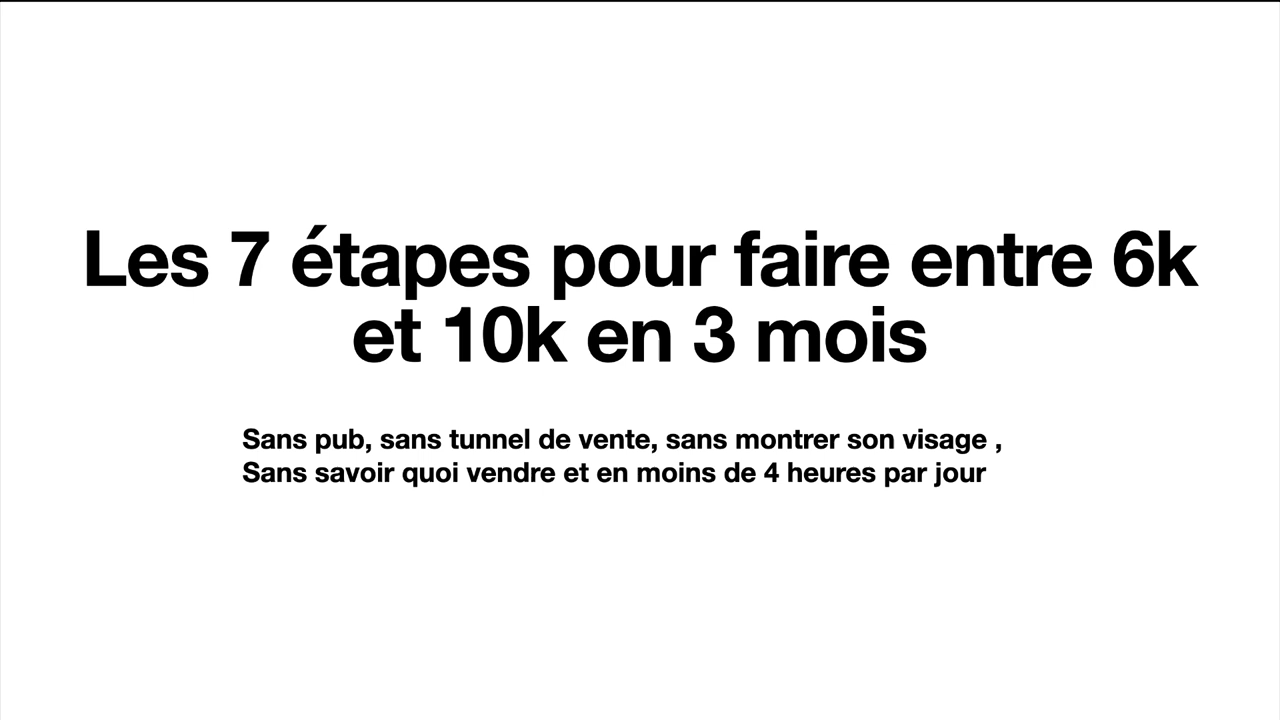 Les 7 étapes pour faire entre 6k
et 10k en 3 mois
Sans pub, sans tunnel de vente, sans montrer son visage ,
Sans savoir quoi vendre et en moins de 4 heures par jour